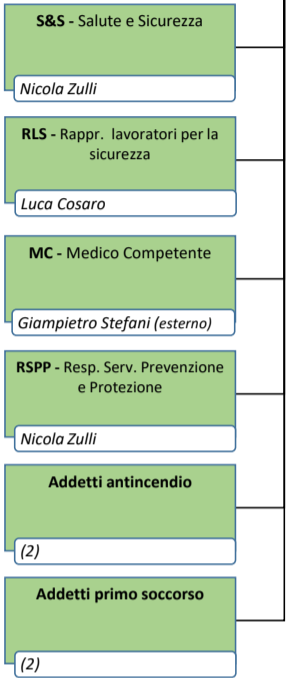 S&S - Salute e Sicurezza
Nicola Zulli
RLS - Rappr. lavoratori per la
sicurezza
Luca Cosaro
MC - Medico Competente
Giampietro Stefani (esterno)
RSPP - Resp. Serv. Prevenzione
e Protezione
Nicola Zulli
Addetti antincendio
(2)
Addetti primo soccorso
(2)